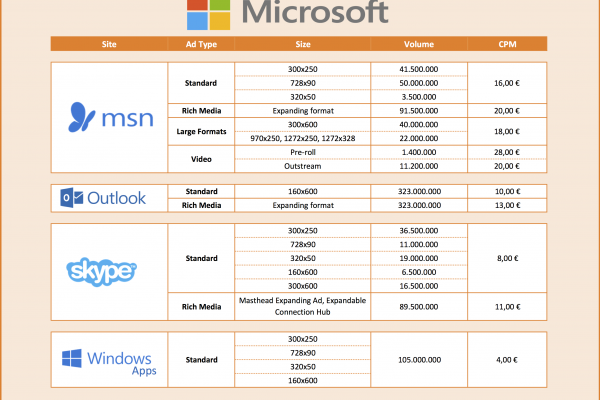 Microsoft
Site Ad Type Size Volume CPM
msn
Standard
300x250 41.500.000
728x90 50.000.000 16,00 €
320x50 3.500.000
Rich Media Expanding format 91.500.000 20,00 €
Large Formats
300x600 40.000.000
970x250, 1272x250, 1272x328 22.000.000
18,00 €
Video
Pre-roll 1.400.000 28,00 €
Outstream 11.200.000 20,00 €
Outlook
Standard 160x600 323.000.000 10,00 €
Rich Media Expanding format 323.000.000 13,00 €
skype
Standard
300x250 36.500.000
728x90 11.000.000
320x50 19.000.000 8,00 €
160x600 6.500.000
300x600 16.500.000
Rich Media
Masthead Expanding Ad, Expandable
Connection Hub
89.500.000 11,00 €
Windows
Apps
Standard
300x250
728x90
320x50
160x600
105.000.000 4,00 €